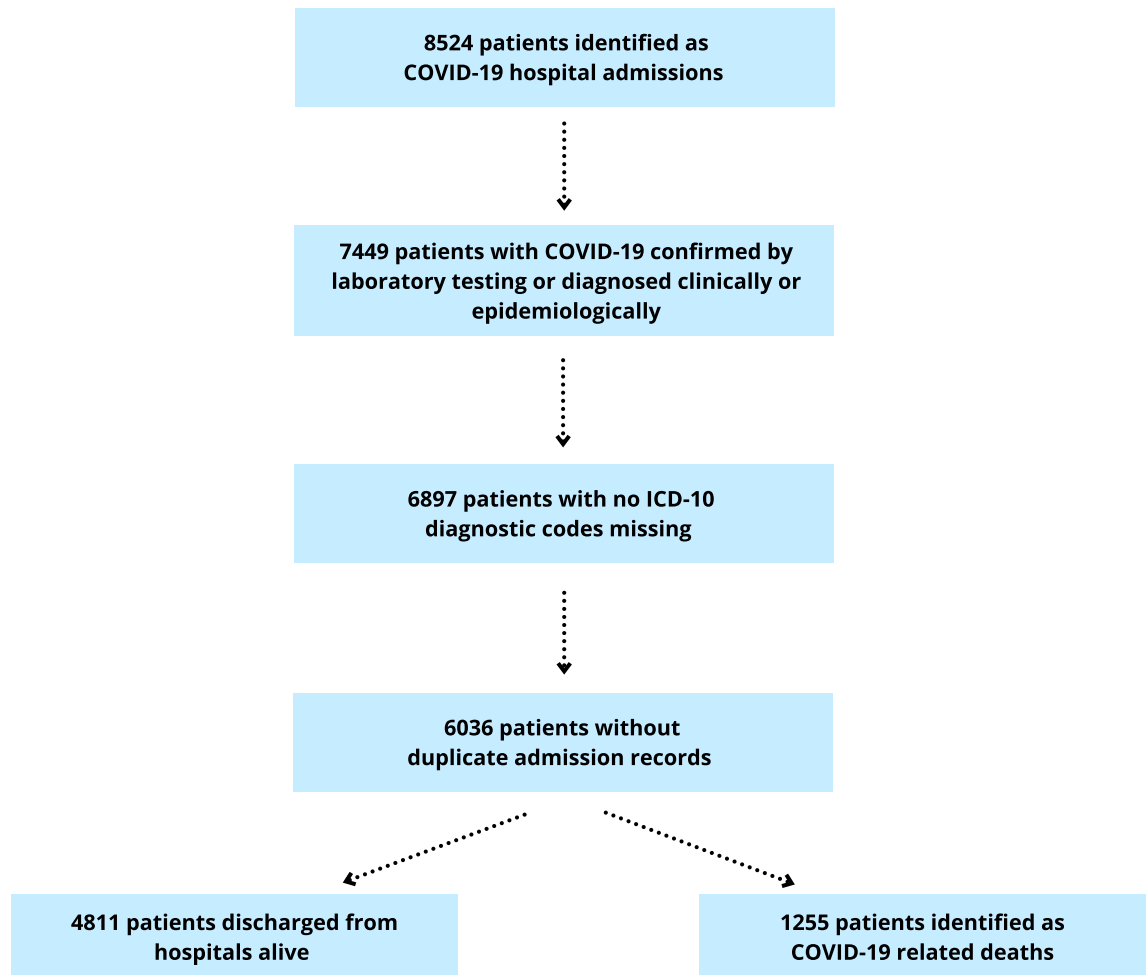 8524 patients identified as
COVID-19 hospital admissions
7449 patients with COVID-19 confirmed by
laboratory testing or diagnosed clinically or
epidemiologically
6897 patients with no ICD-10
diagnostic codes missing
6036 patients without
duplicate admission records
4811 patients discharged from
hospitals alive
1255 patients identified as
COVID-19 related deaths